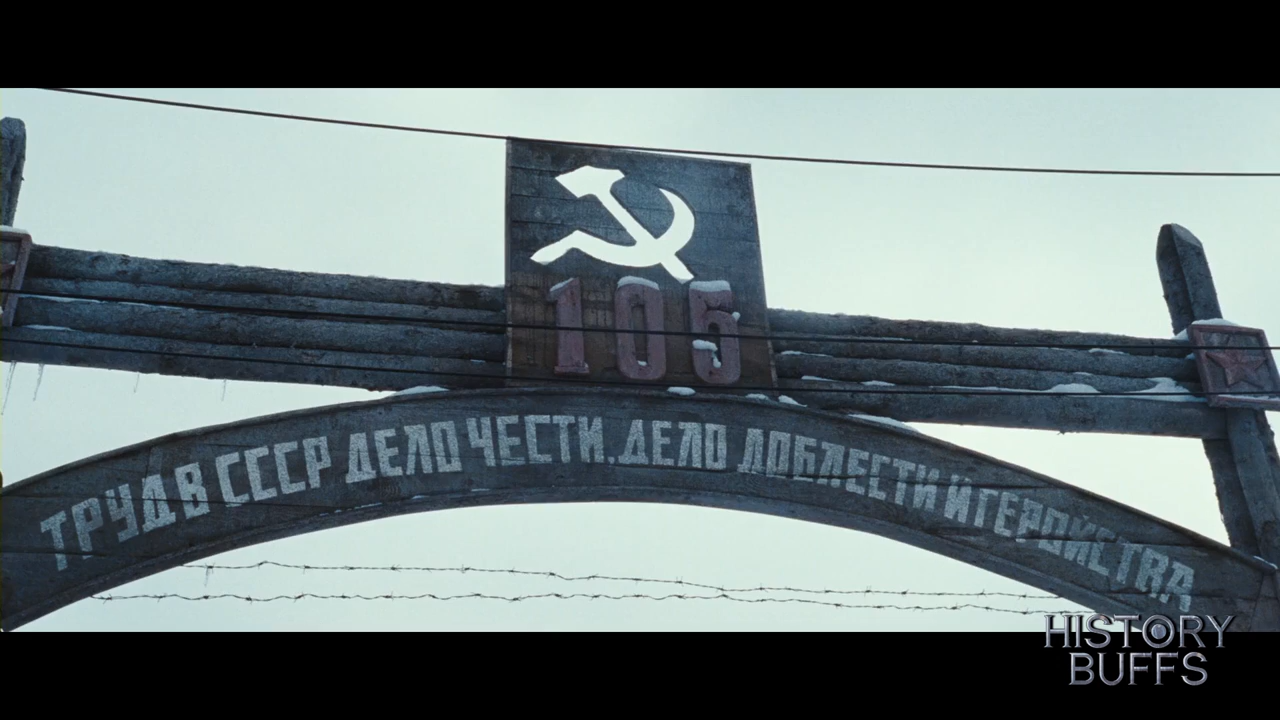 105
ТРУД В СССР ДЕЛО ЧЕСТИ. ДЕЛО ДОБЛЕСТИ И ГЕРОЙСТВА
HISTORY
BUFFS